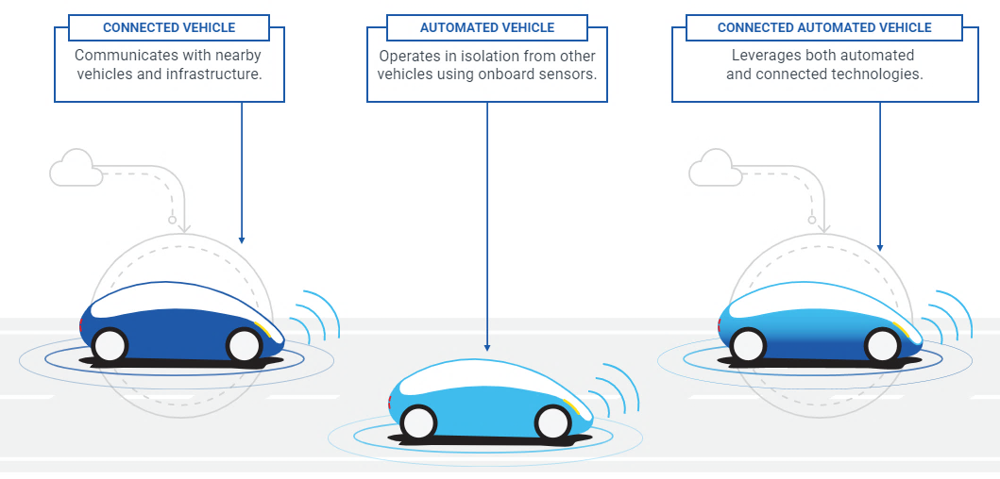 CONNECTED VEHICLE
Communicates with nearby
vehicles and infrastructure.
AUTOMATED VEHICLE
Operates in isolation from other
vehicles using onboard sensors.
CONNECTED AUTOMATED VEHICLE
Leverages both automated
and connected technologies.